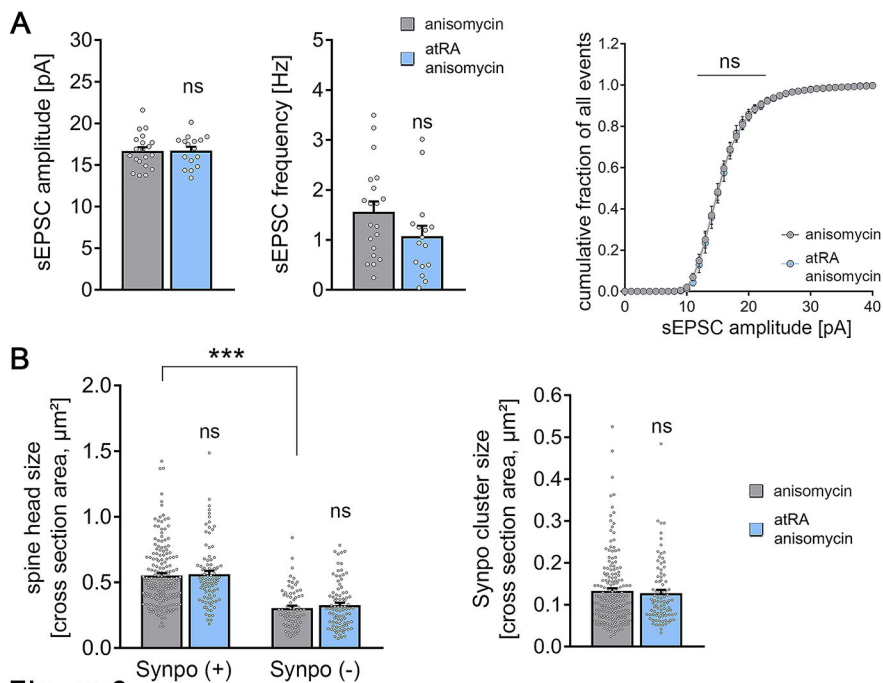 A
anisomycin
atRA
anisomycin
sEPSC amplitude [pA]
30
25
20
15
10
5
0
ns
sEPSC frequency [Hz]
5
4
3
2
1
0
ns
cumulative fraction of all events
1.2
1.0
0.8
0.6
0.4
0.2
0.0
ns
anisomycin
atRA
anisomycin
0 10 20 30 40
sEPSC amplitude [pA]
B
spine head size
[cross section area, µm²]
2.0
1.5
1.0
0.5
0.0
***
ns
ns
Synpo (+) Synpo (-)
Synpo cluster size
[cross section area, µm²]
0.6
0.5
0.4
0.3
0.2
0.1
0.0
ns
anisomycin
atRA
anisomycin